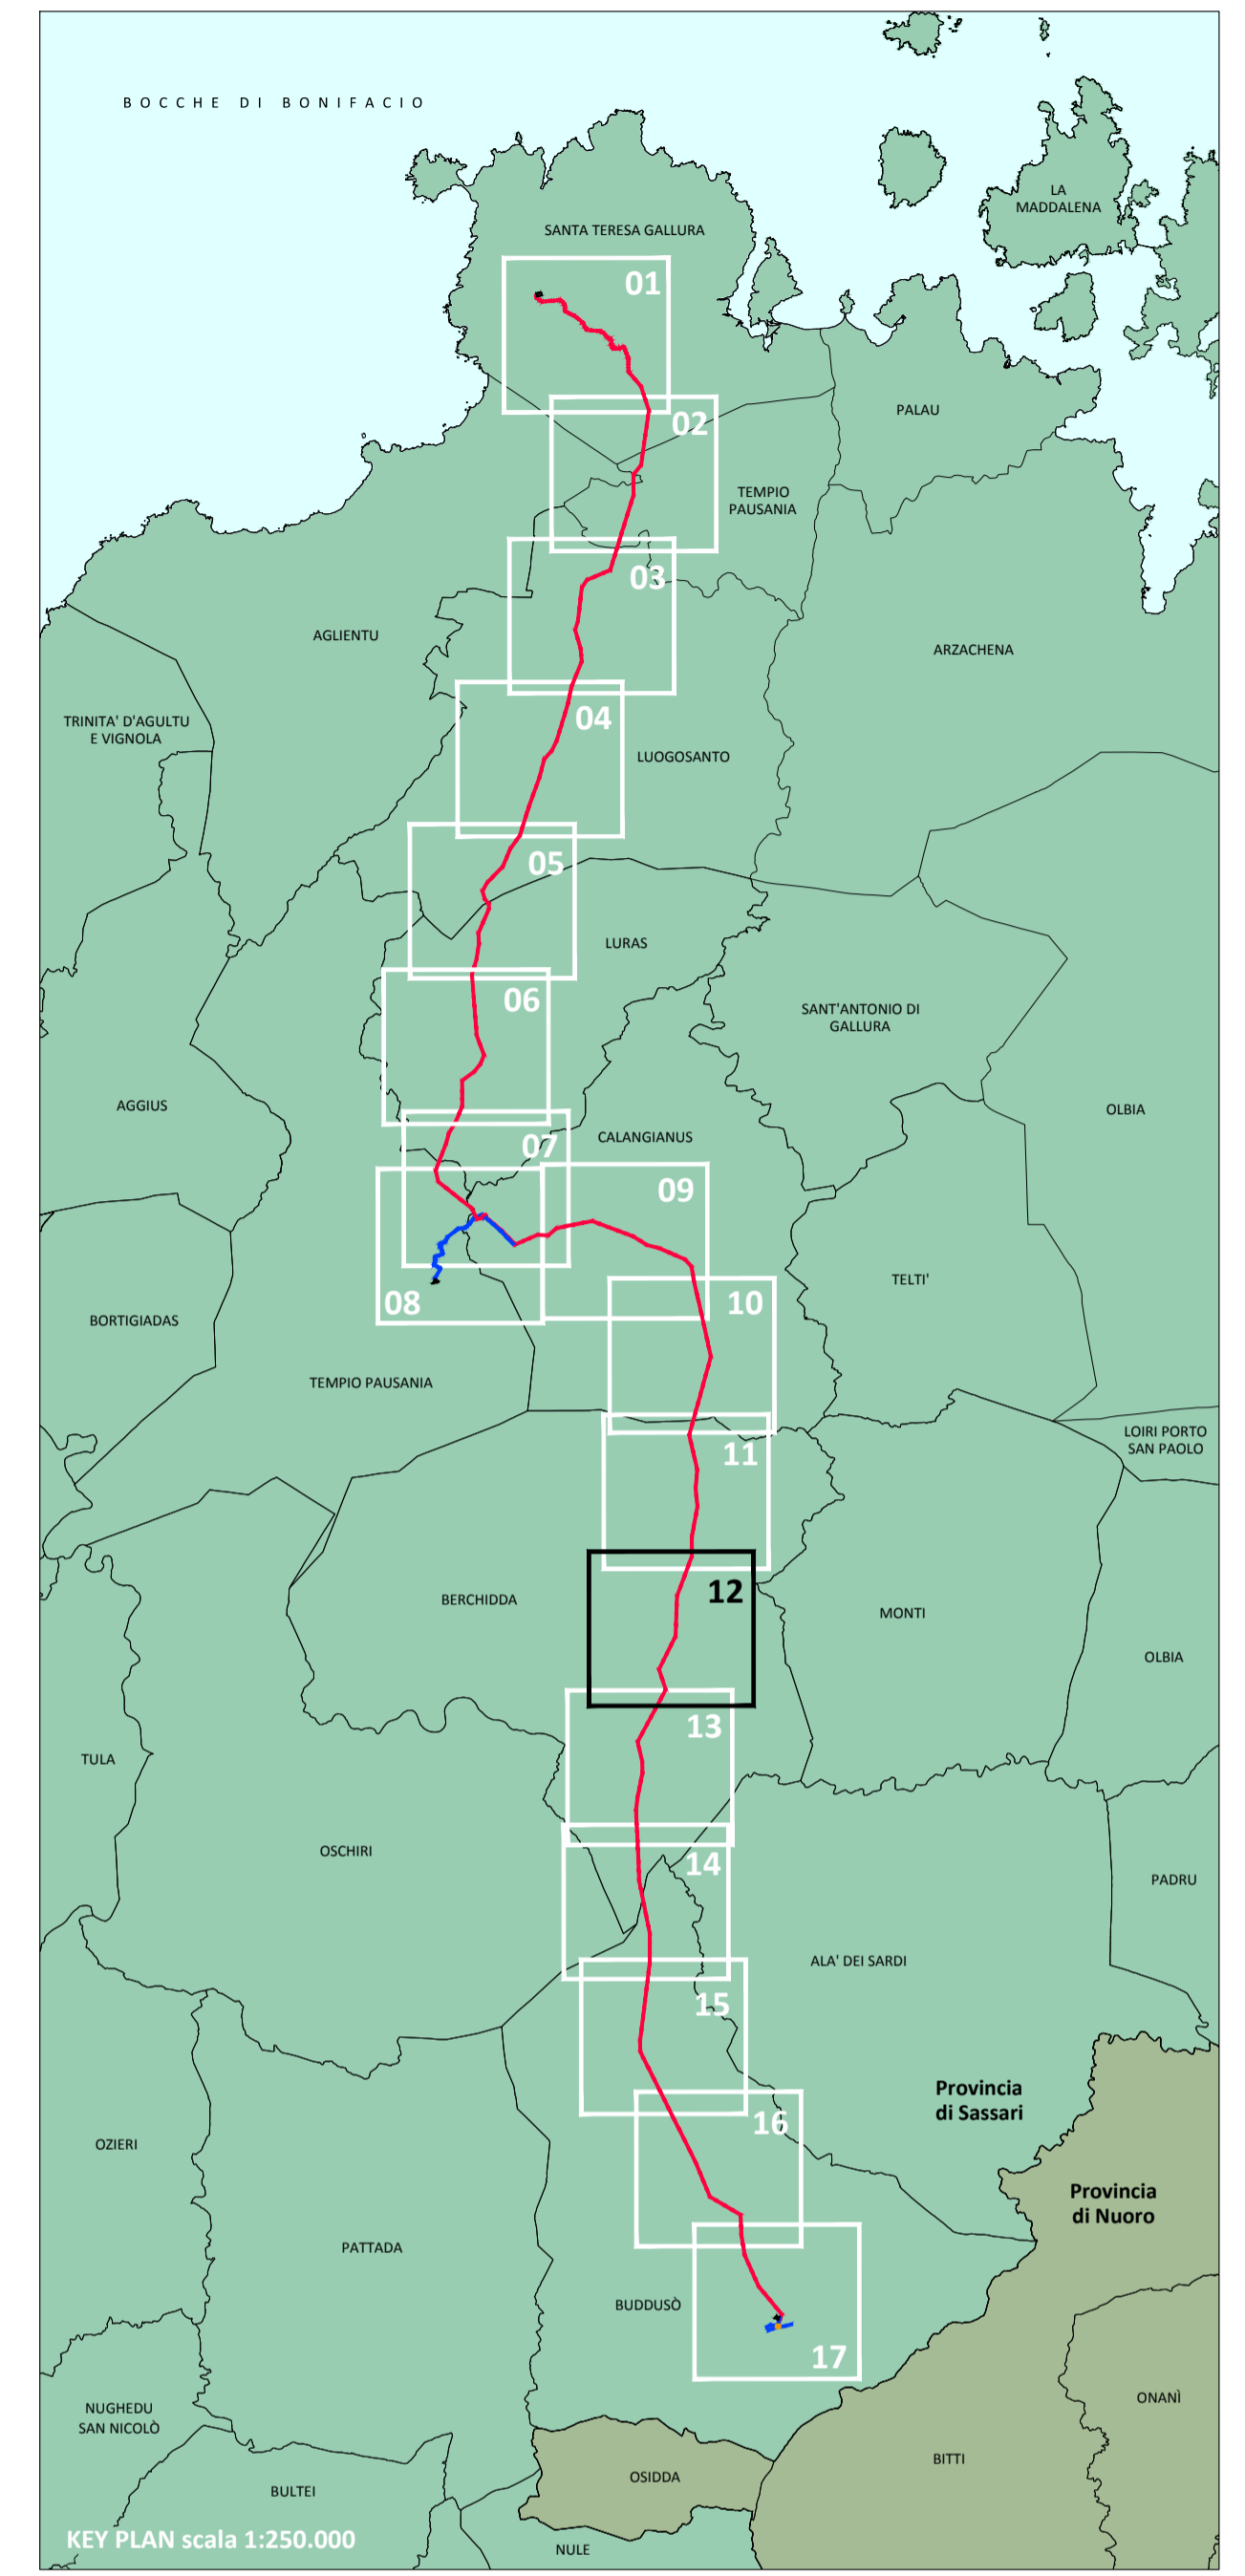 BOCCHE DI BONIFACIO
LA
MADDALENA
SANTA TERESA GALLURA
01
PALAU
02
TEMPIO
PAUSANIA
03
AGLIENTU
ARZACHENA
TRINITA' D'AGULTU
E VIGNOLA
04
LUOGOSANTO
05
LURAS
06
SANT'ANTONIO DI
GALLURA
AGGIUS
OLBIA
07
CALANGIANUS
09
TELTI'
08
10
BORTIGIADAS
TEMPIO PAUSANIA
LOIRI PORTO
SAN PAOLO
11
12
BERCHIDDA
MONTI
OLBIA
13
TULA
OSCHIRI
14
PADRU
ALA' DEI SARDI
15
Provincia
di Sassari
16
OZIERI
Provincia
di Nuoro
PATTADA
BUDDUSÒ
17
ONANÌ
NUGHEDU
SAN NICOLÒ
BITTI
OSIDDA
BULTEI
KEY PLAN scala 1:250.000
NULE